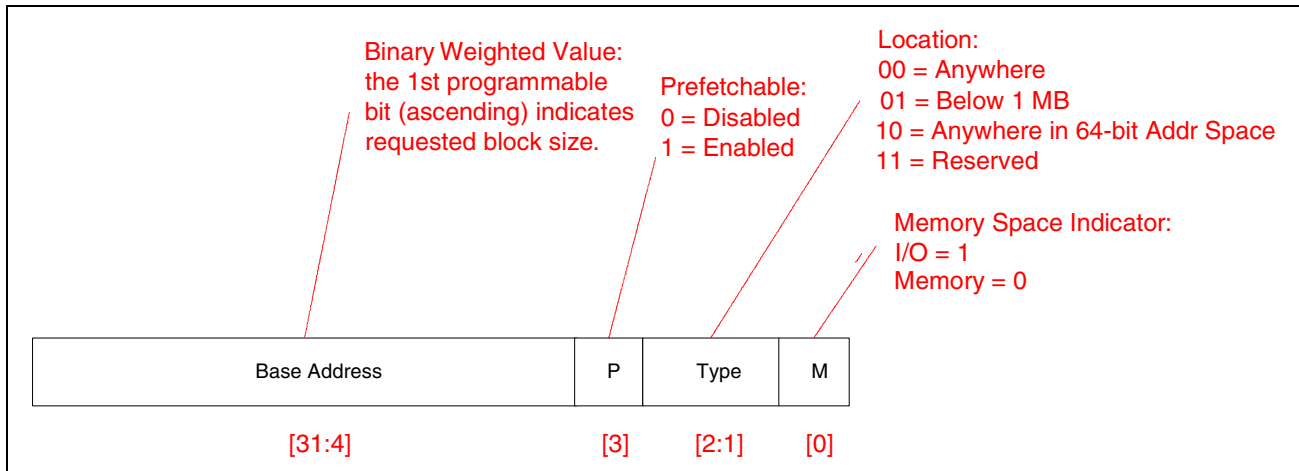 Binary Weighted Value:
the 1st programmable
bit (ascending) indicates
requested block size.
Prefetchable:
0 = Disabled
1 = Enabled
Location:
00 = Anywhere
01 = Below 1 MB
10 = Anywhere in 64-bit Addr Space
11 = Reserved
Memory Space Indicator:
I/O = 1
Memory = 0
Base Address P Type M
[31:4] [3] [2:1] [0]